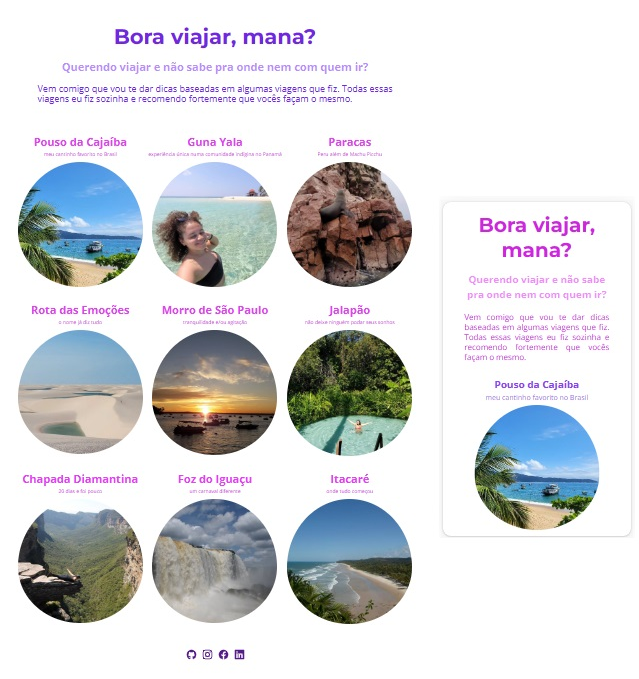 Bora viajar, mana?
Querendo viajar e não sabe pra onde nem com quem ir?
Vem comigo que vou te dar dicas baseadas em algumas viagens que fiz. Todas essas
viagens eu fiz sozinha e recomendo fortemente que vocês façam o mesmo.
Pouso da Cajaíba
meu cantinho favorito no Brasil
Guna Yala
experiência única numa comunidade indígina no Panamá
Paracas
Peru além de Machu Picchu
Rota das Emoções
o nome já diz tudo
Morro de São Paulo
tranquilidade e/ou agitação
Jalapão
não deixe ninguém podar seus sonhos
Chapada Diamantina
20 dias e foi pouco
Foz do Iguaçu
um carnaval diferente
Itacaré
onde tudo começou
Bora viajar,
mana?
Querendo viajar e não sabe
pra onde nem com quem ir?
Vem comigo que vou te dar dicas
baseadas em algumas viagens que fiz.
Todas essas viagens eu fiz sozinha e
recomendo fortemente que vocês
façam o mesmo.
Pouso da Cajaíba
meu cantinho favorito no Brasil